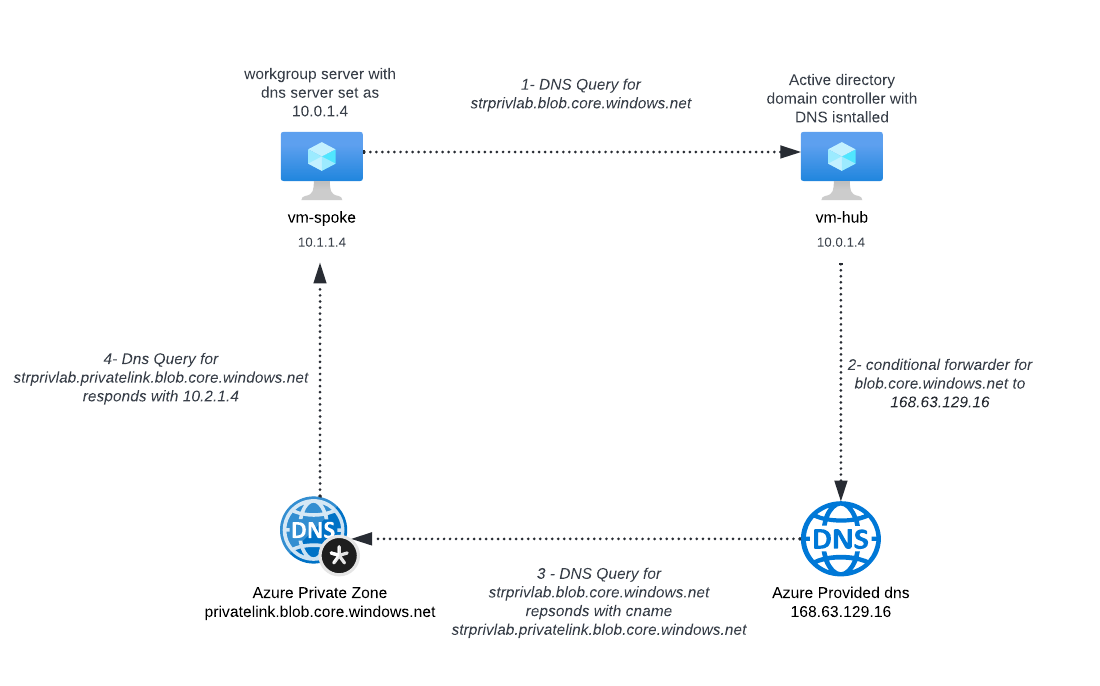 workgroup server with
dns server set as
10.0.1.4
1- DNS Query for
strprivlab.blob.core.windows.net
Active directory
domain controller with
DNS isntalled
vm-spoke
10.1.1.4
vm-hub
10.0.1.4
4- Dns Query for
strprivlab.privatelink.blob.core.windows.net
responds with 10.2.1.4
2- conditional forwarder for
blob.core.windows.net to
168.63.129.16
DNS
*
DNS
Azure Private Zone
privatelink.blob.core.windows.net
3 - DNS Query for
strprivlab.blob.core.windows.net
repsonds with cname
strprivlab.privatelink.blob.core.windows.net
Azure Provided dns
168.63.129.16